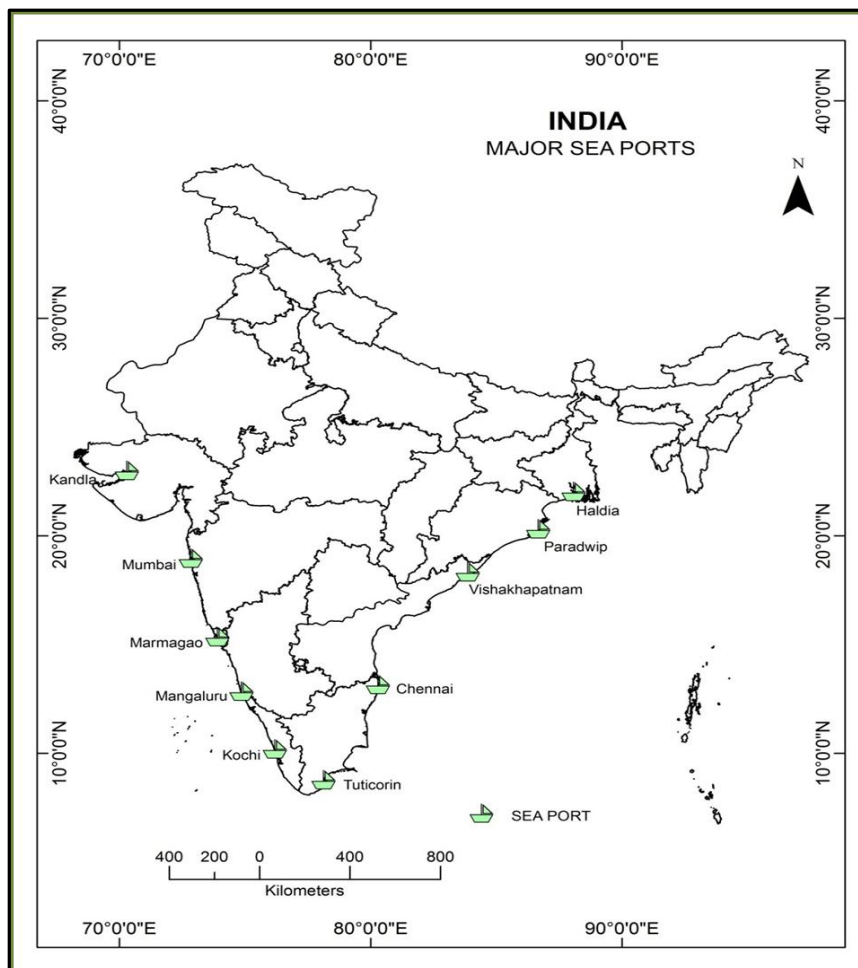 70°0'0"E 80°0'0"E 90°0'0"E
40°0'0"N
40°0'0"N
INDIA
MAJOR SEA PORTS
N
30°0'0"N
30°0'0"N
Kandla
Haldia
20°0'0"N
20°0'0"N
Paradwip
Mumbai
Vishakhapatnam
Marmagao
Mangaluru
Chennai
10°0'0"N
10°0'0"N
Kochi
Tuticorin
SEA PORT
400 200 0 400 800
Kilometers
70°0'0"E 80°0'0"E 90°0'0"E